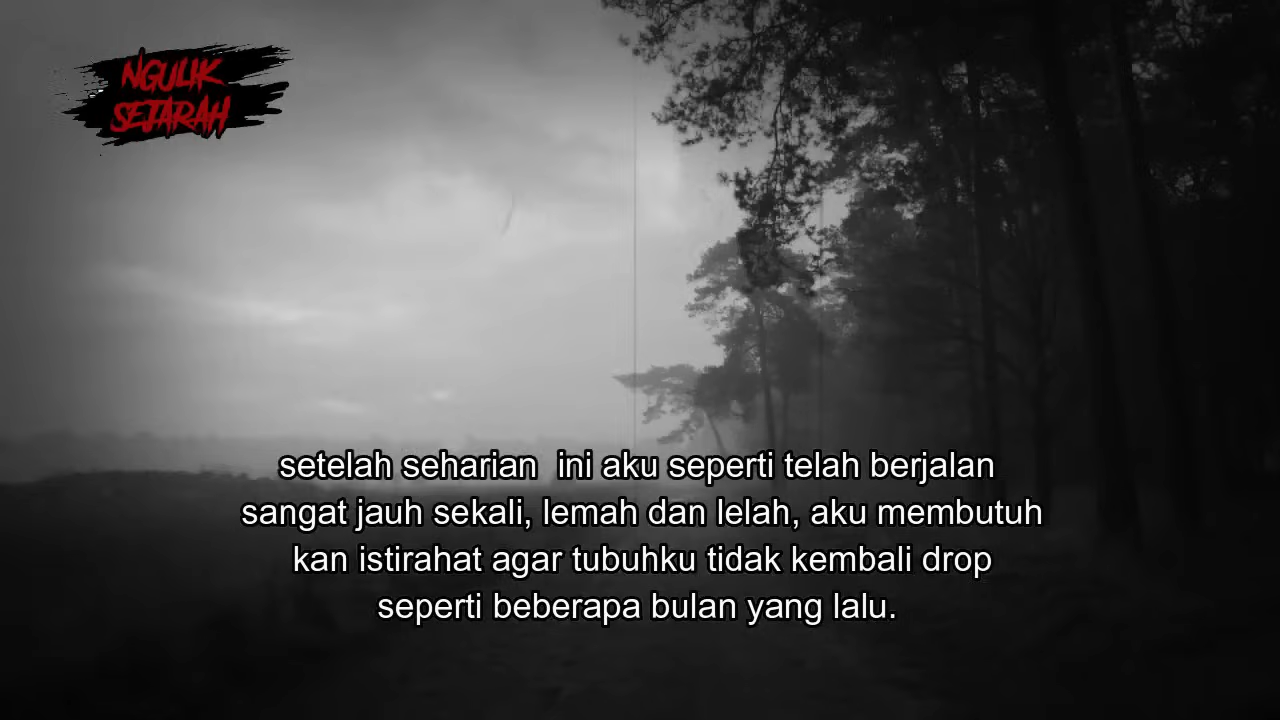 NGULIK
SEJARAH
setelah seharian  ini aku seperti telah berjalan
sangat jauh sekali, lemah dan lelah, aku membutuh
kan istirahat agar tubuhku tidak kembali drop
seperti beberapa bulan yang lalu.